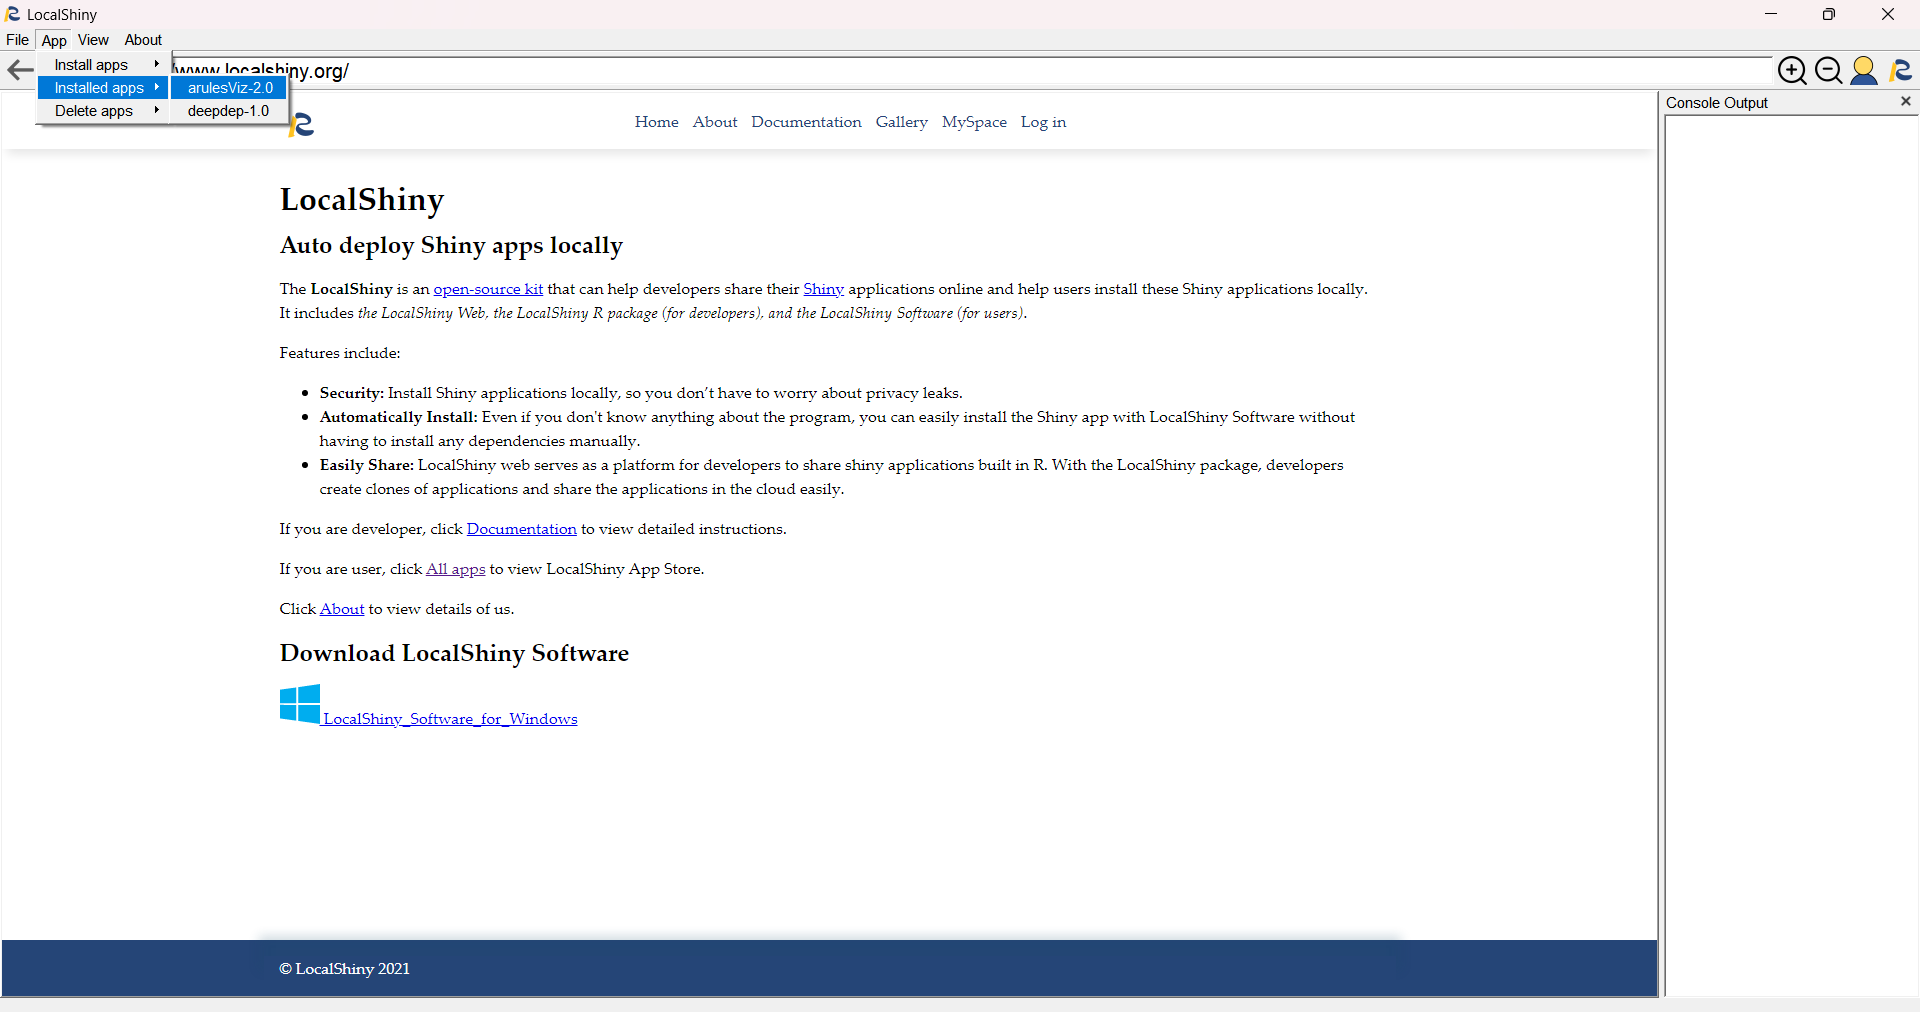 LocalShiny
File App View About
Install apps
www.localshiny.org/
Installed apps
arulesViz-2.0
Delete apps
deepdep-1.0
Console Output
Home About Documentation Gallery MySpace Log in
LocalShiny
Auto deploy Shiny apps locally
The LocalShiny is an open-source kit that can help developers share their Shiny applications online and help users install these Shiny applications locally.
It includes the LocalShiny Web, the LocalShiny R package (for developers), and the LocalShiny Software (for users).
Features include:
Security: Install Shiny applications locally, so you don't have to worry about privacy leaks.
Automatically Install: Even if you don't know anything about the program, you can easily install the Shiny app with LocalShiny Software without
having to install any dependencies manually.
Easily Share: LocalShiny web serves as a platform for developers to share shiny applications built in R. With the LocalShiny package, developers
create clones of applications and share the applications in the cloud easily.
If you are developer, click Documentation to view detailed instructions.
If you are user, click All apps to view LocalShiny App Store.
Click About to view details of us.
Download LocalShiny Software
LocalShiny_Software_for_Windows
© LocalShiny 2021